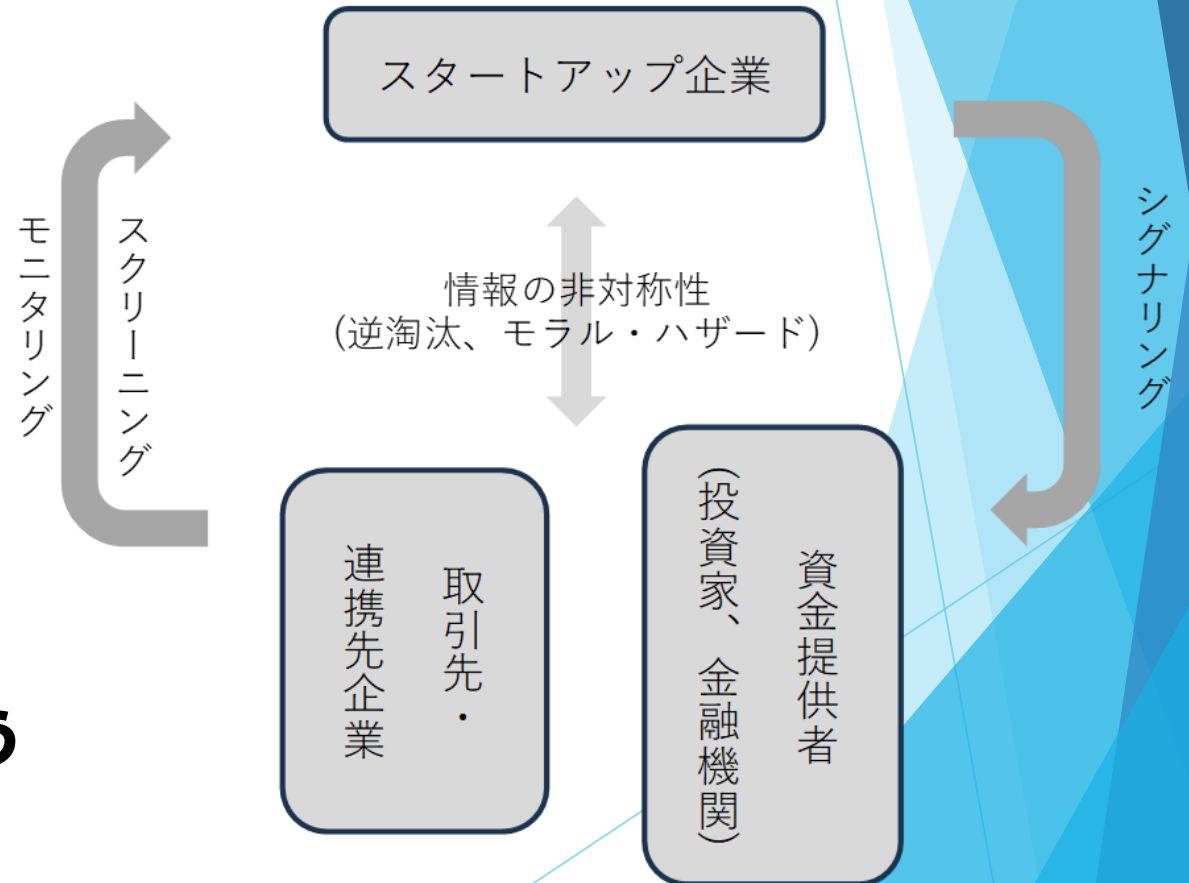 スタートアップ企業
モニタリング
スクリーニング
情報の非対称性
(逆淘汰、モラル・ハザード)
シグナリング
取引先・
連携先企業
資金提供者
(投資家、金融機関)